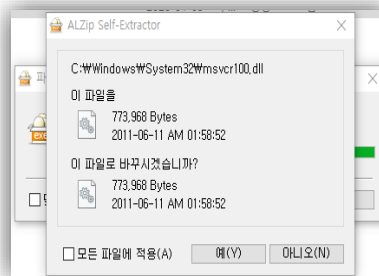 ALZip Self-Extractor
C:₩Windows₩System32₩msvcr100.dll
이 파일을
773,968 Bytes
2011-06-11 AM 01:58:52
이 파일로 바꾸시겠습니까?
773,968 Bytes
2011-06-11 AM 01:58:52
모든 파일에 적용(A)
예(Y)
아니오(N)